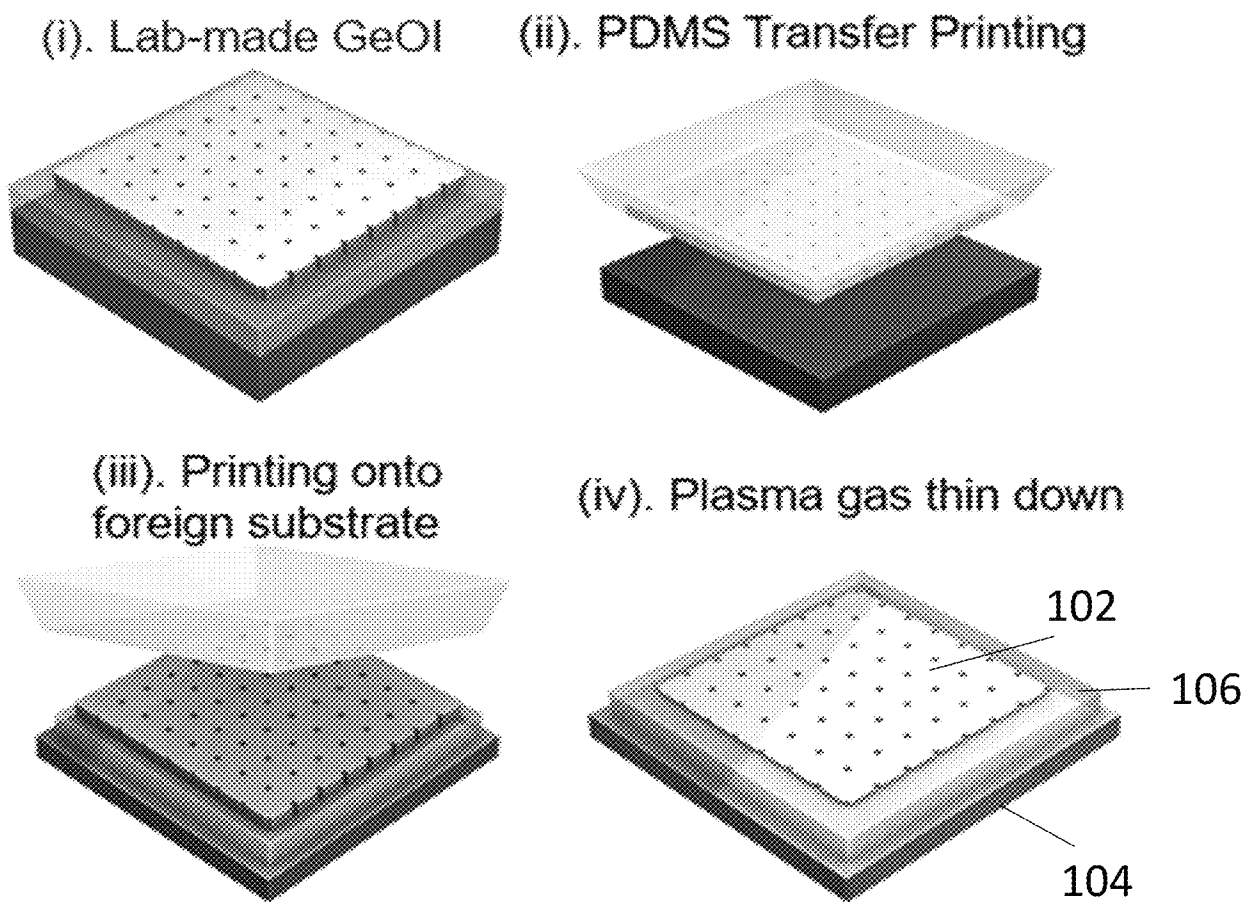 (i). Lab-made GeOI
(ii). PDMS Transfer Printing
(iii). Printing onto
foreign substrate
(iv). Plasma gas thin down
102
106
104